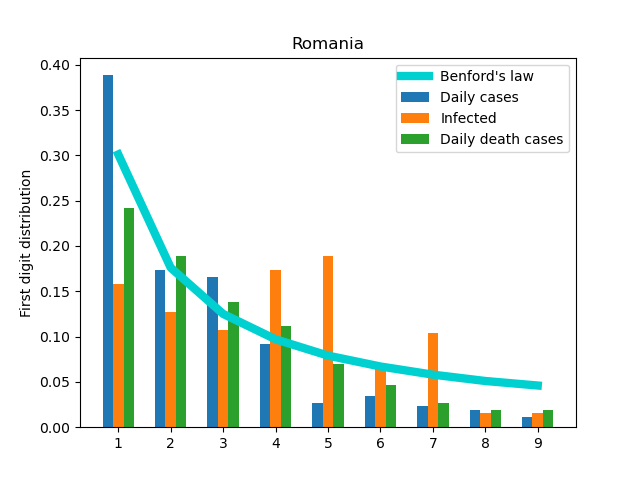 Romania
0.40
0.35
0.30
0.25
0.20
0.15
0.10
0.05
0.00
First digit distribution
Benford's law
Daily cases
Infected
Daily death cases
1 2 3 4 5 6 7 8 9